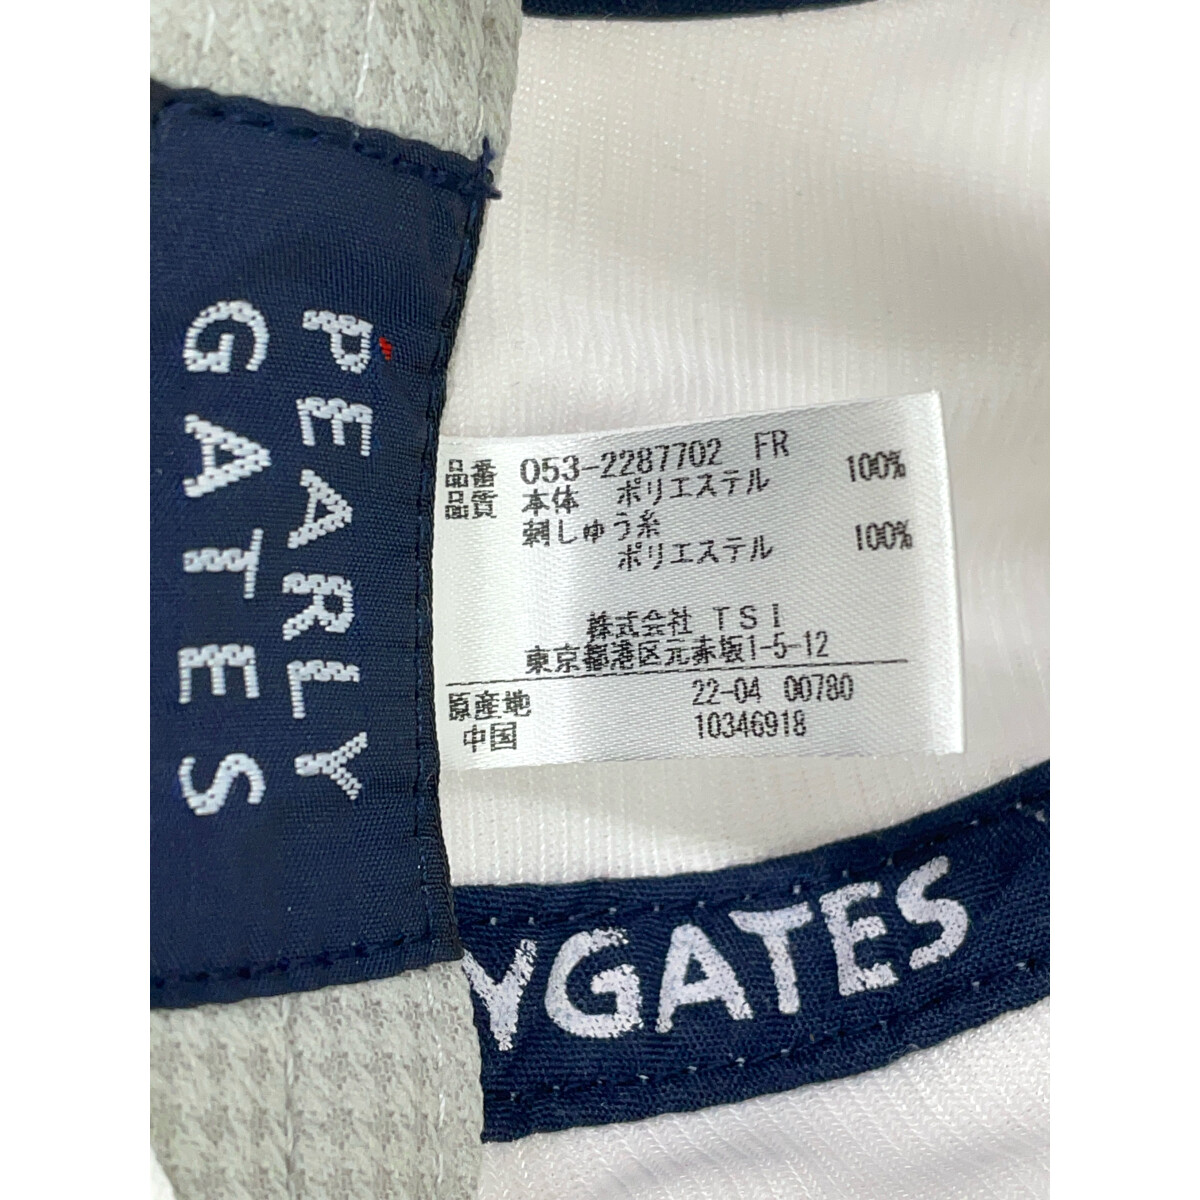 PEARLY
GATES
品番 053-2287702 FR
品質 本体 ポリエステル 100%
刺しゅう糸
ポリエステル 100%
株式会社 TSI
東京都港区元赤坂1-5-12
原産地 22-04 00780
中国 10346918
YGATES